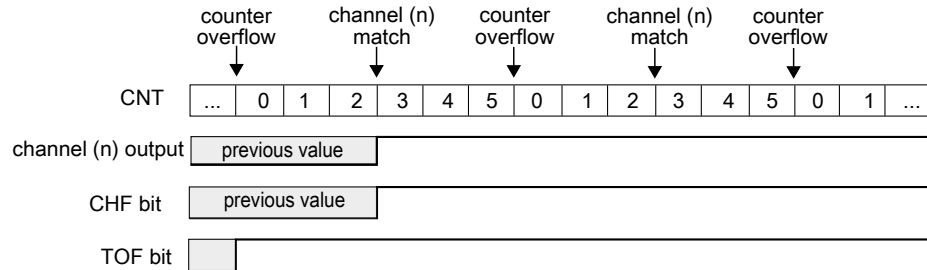 counter overflow
channel (n) match
counter overflow
channel (n) match
counter overflow
CNT ... 0 1 2 3 4 5 0 1 2 3 4 5 0 1 ...
channel (n) output previous value
CHF bit previous value
TOF bit